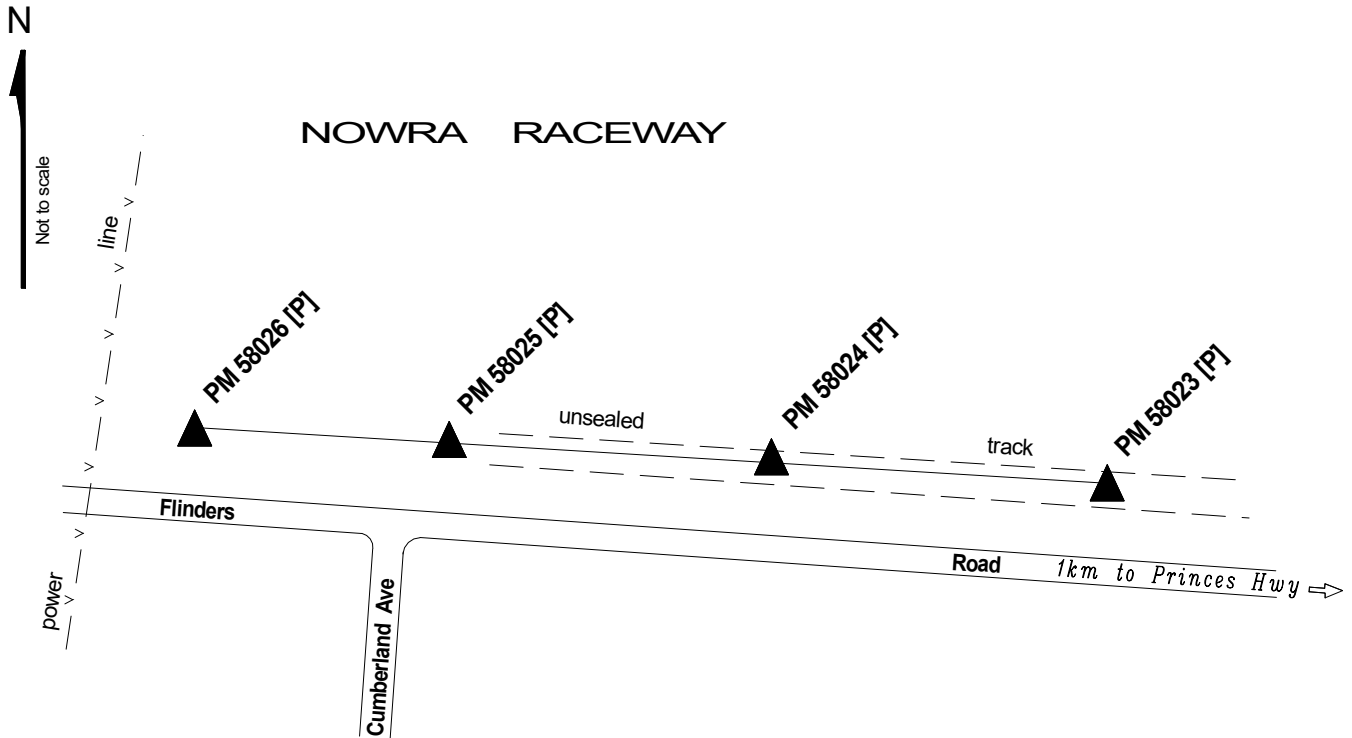 N
Not to scale
NOWRA RACEWAY
line
PM 58026 [P]
PM 58025 [P]
PM 58024 [P]
PM 58023 [P]
unsealed
track
Flinders
Road
1km to Princes Hwy
power
Cumberland Ave